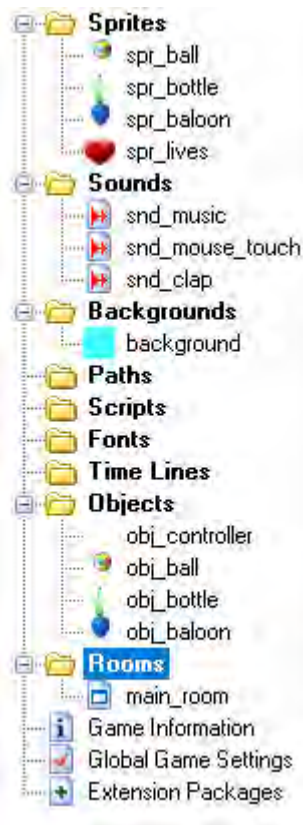 Sprites
spr_ball
spr_bottle
spr_baloon
spr_lives
Sounds
snd_music
snd_mouse_touch
snd_clap
Backgrounds
background
Paths
Scripts
Fonts
Time Lines
Objects
obj_controller
obj_ball
obj_bottle
obj_baloon
Rooms
main_room
Game Information
Global Game Settings
Extension Packages